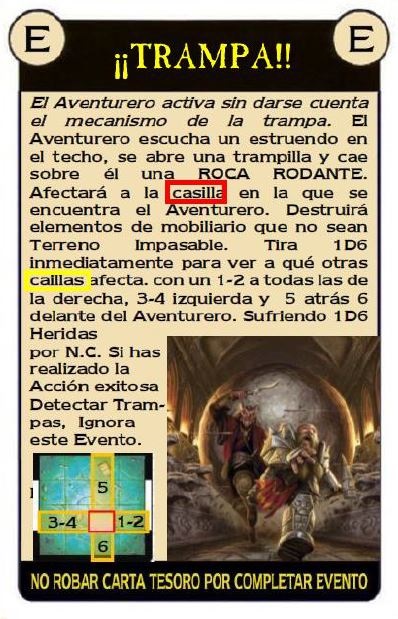 E E
¡¡TRAMPA!!
El Aventurero activa sin darse cuenta
el mecanismo de la trampa. El
Aventurero escucha un estruendo en
el techo, se abre una trampilla y cae
sobre él una ROCA RODANTE.
Afectará a la casilla en la que se
encuentra el Aventurero. Destruirá
elementos de mobiliario que no sean
Terreno Impasable. Tira 1D6
inmediatamente para ver a qué otras
caillas afecta. con un 1-2 a todas las de
la derecha, 3-4 izquierda y 5 atrás 6
delante del Aventurero. Sufriendo 1D6
Heridas
por N.C. Si has
realizado la
Acción exitosa
Detectar Tram-
pas, Ignora
este Evento.
5
3-4 1-2
6
NO ROBAR CARTA TESORO POR COMPLETAR EVENTO